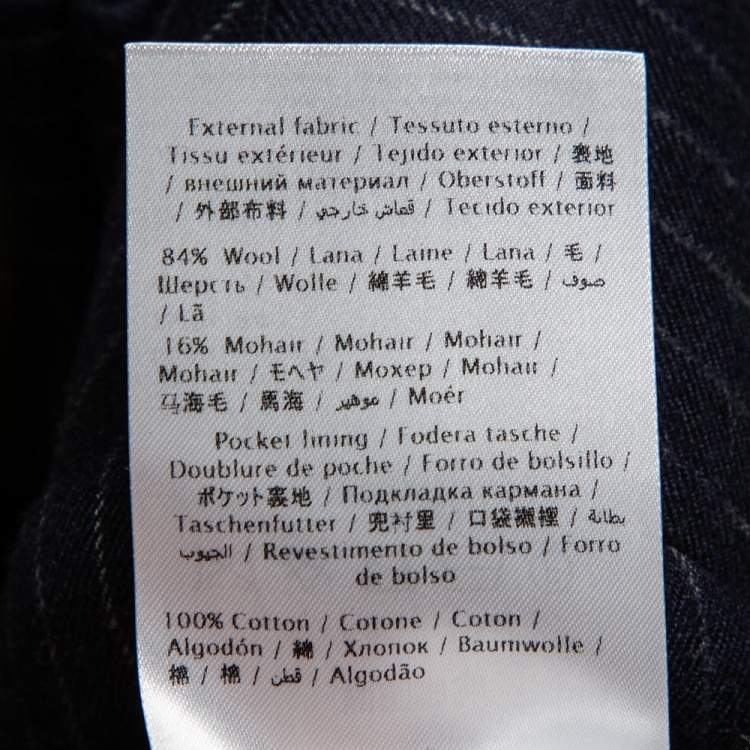 External fabric / Tessuto esterno /
Tissu extérieur / Tejido exterior / 表地
/ внешний материал / Oberstoff / 面料
/ 外部布料 / قماش خارجي / Tecido exterior
84% Wool / Lana / Laine / Lana / 毛 /
Шерсть / Wolle / 綿羊毛 / 綿羊毛 / صوف
/ Lã
16% Mohair / Mohair / Mohair /
Mohair / モヘヤ / Мохер / Mohair /
马海毛 / 馬海 / موهير / Moér
Pocket lining / Fodera tasche /
Doublure de poche / Forro de bolsillo /
ポケット裏地 / Подкладка кармана /
Taschenfutter / 兜衬里 / 口袋襯裡 / بطانة
الجيوب / Revestimento de bolso / Forro
de bolso
100% Cotton / Cotone / Coton /
Algodón / 綿 / Хлопок / Baumwolle /
棉 / 棉 / قطن / Algodão